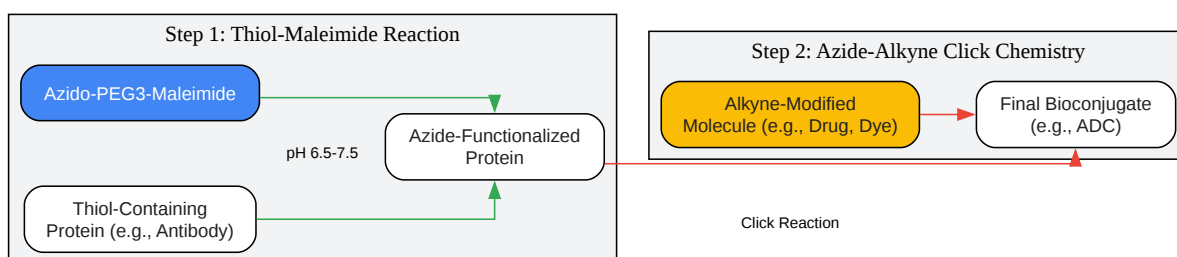 Step 1: Thiol-Maleimide Reaction
Azido-PEG3-Maleimide
pH 6.5-7.5
Thiol-Containing
Protein (e.g., Antibody)
Azide-Functionalized
Protein
Step 2: Azide-Alkyne Click Chemistry
Alkyne-Modified
Molecule (e.g., Drug, Dye)
Final Bioconjugate
(e.g., ADC)
Click Reaction